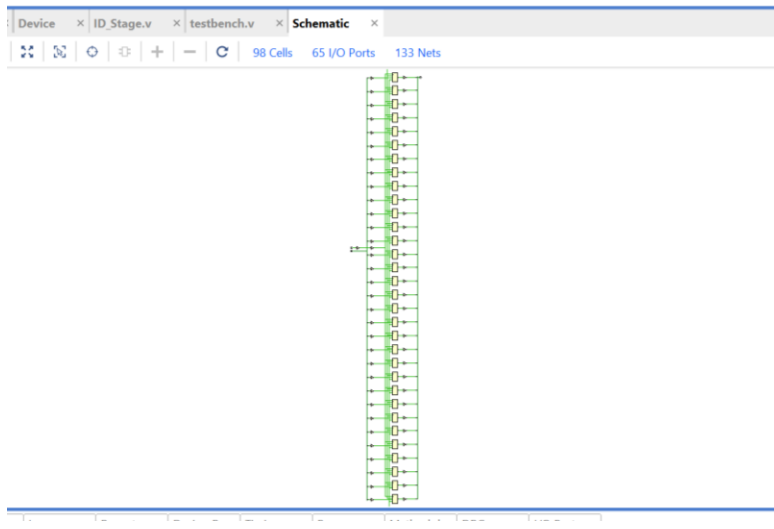 Device × ID_Stage.v × testbench.v × Schematic ×
98 Cells 65 I/O Ports 133 Nets